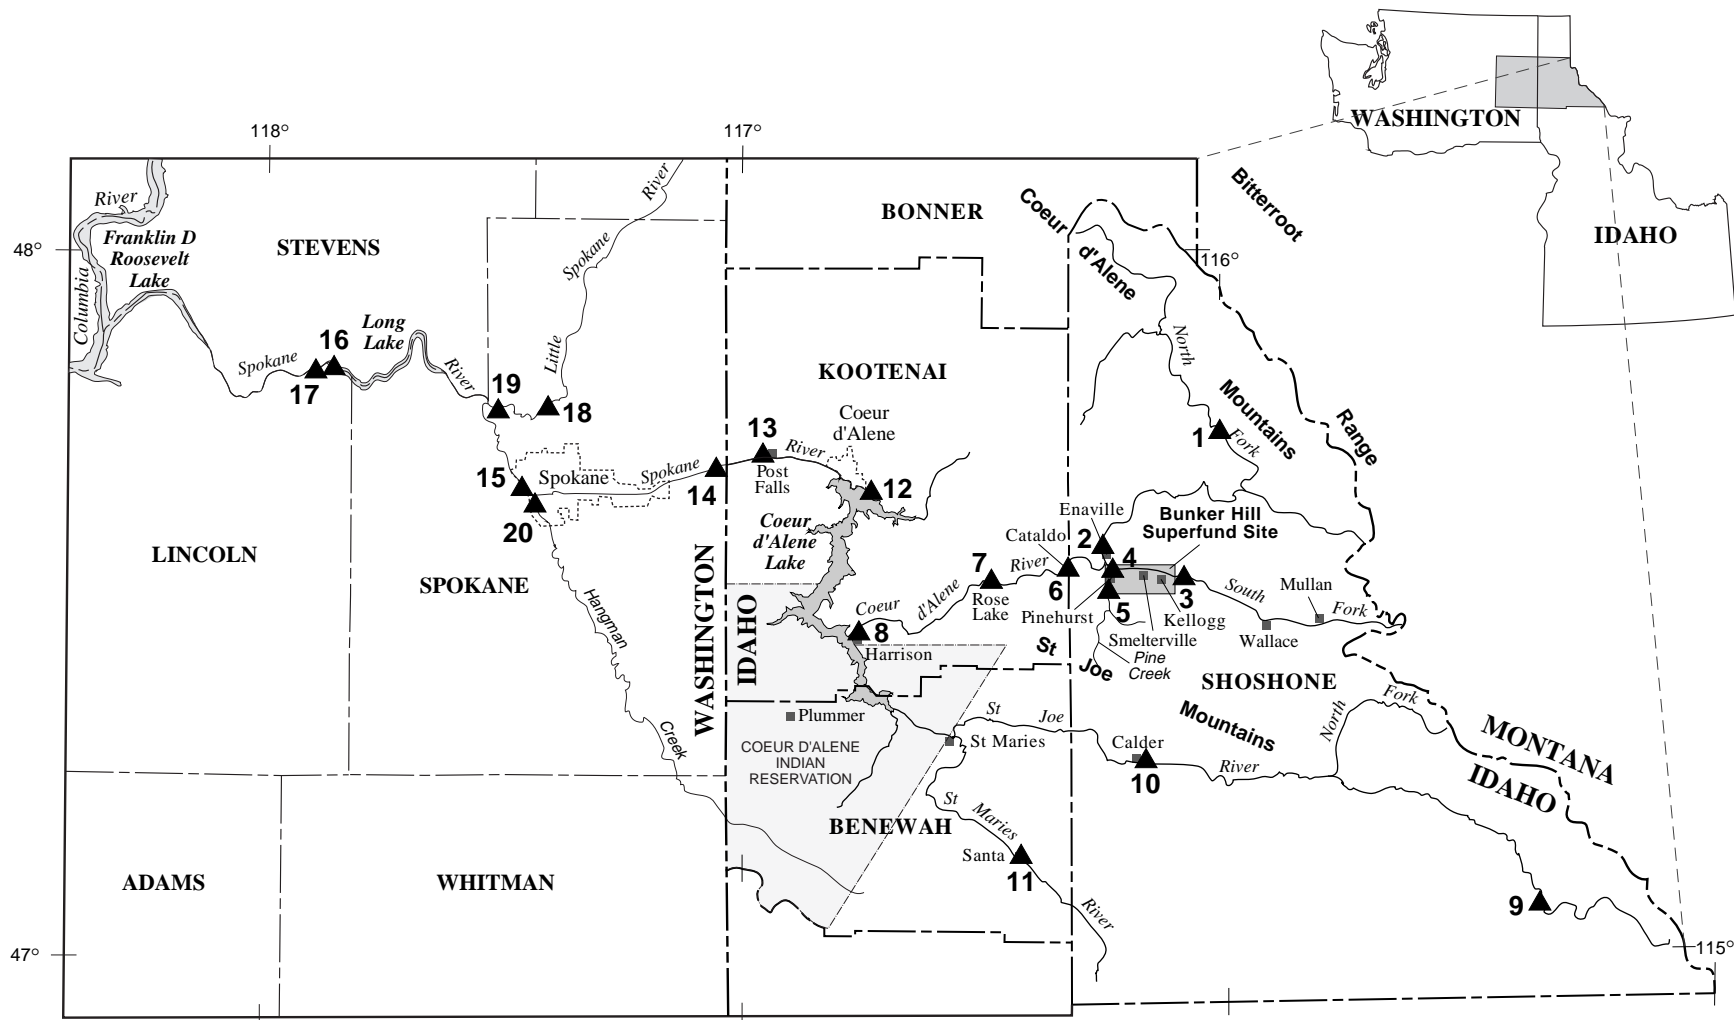 WASHINGTON
IDAHO
118°
117°
116°
115°
48°
47°
River
Columbia
Franklin D
Roosevelt
Lake
STEVENS
Little
Spokane
River
BONNER
Coeur
d'Alene
Mountains
Bitterroot
Range
Long
Lake
Spokane
River
16
17
19
18
KOOTENAI
Coeur
d'Alene
13
River
Post
Falls
12
North
Fork
1
15
Spokane
Spokane
14
20
LINCOLN
SPOKANE
Hangman
Creek
WASHINGTON
IDAHO
Coeur
d'Alene
Lake
Enaville
Bunker Hill
Superfund Site
Cataldo
2
4
7
River
6
Rose
Lake
d'Alene
Coeur
8
Harrison
5
3
Pinehurst
Kellogg
Smelterville
Pine
Creek
South
Fork
Mullan
Wallace
St
Joe
Mountains
SHOSHONE
Plummer
COEUR D'ALENE
INDIAN
RESERVATION
St
Joe
River
St Maries
Calder
10
North
Fork
MONTANA
IDAHO
BENEWAH
St
Maries
River
Santa
11
9
ADAMS
WHITMAN